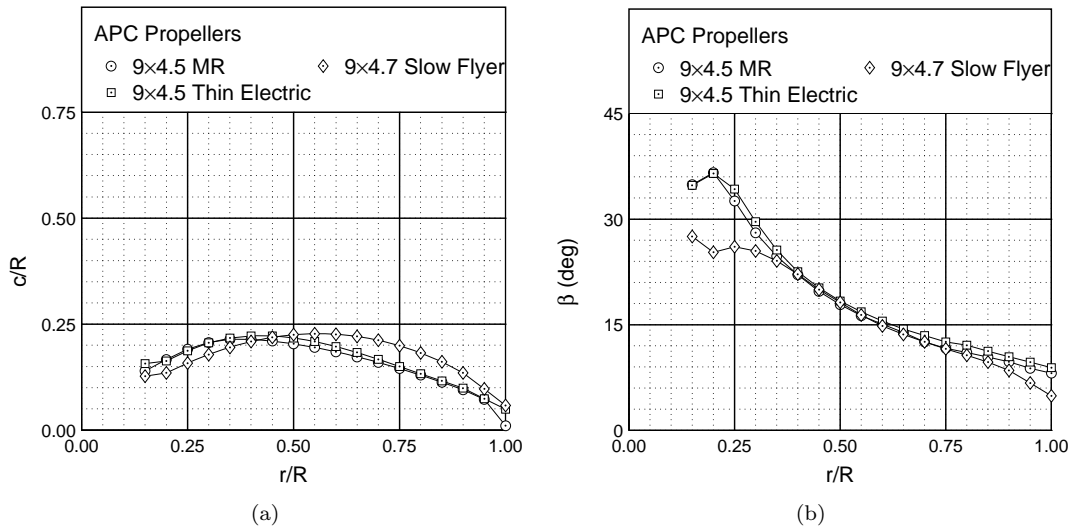 APC Propellers
9×4.5 MR
9×4.7 Slow Flyer
9×4.5 Thin Electric
0.75
0.50
0.25
0.00
c/R
0.00 0.25 0.50 0.75 1.00
r/R
(a)
APC Propellers
9×4.5 MR
9×4.7 Slow Flyer
9×4.5 Thin Electric
45
30
15
0
β (deg)
0.00 0.25 0.50 0.75 1.00
r/R
(b)